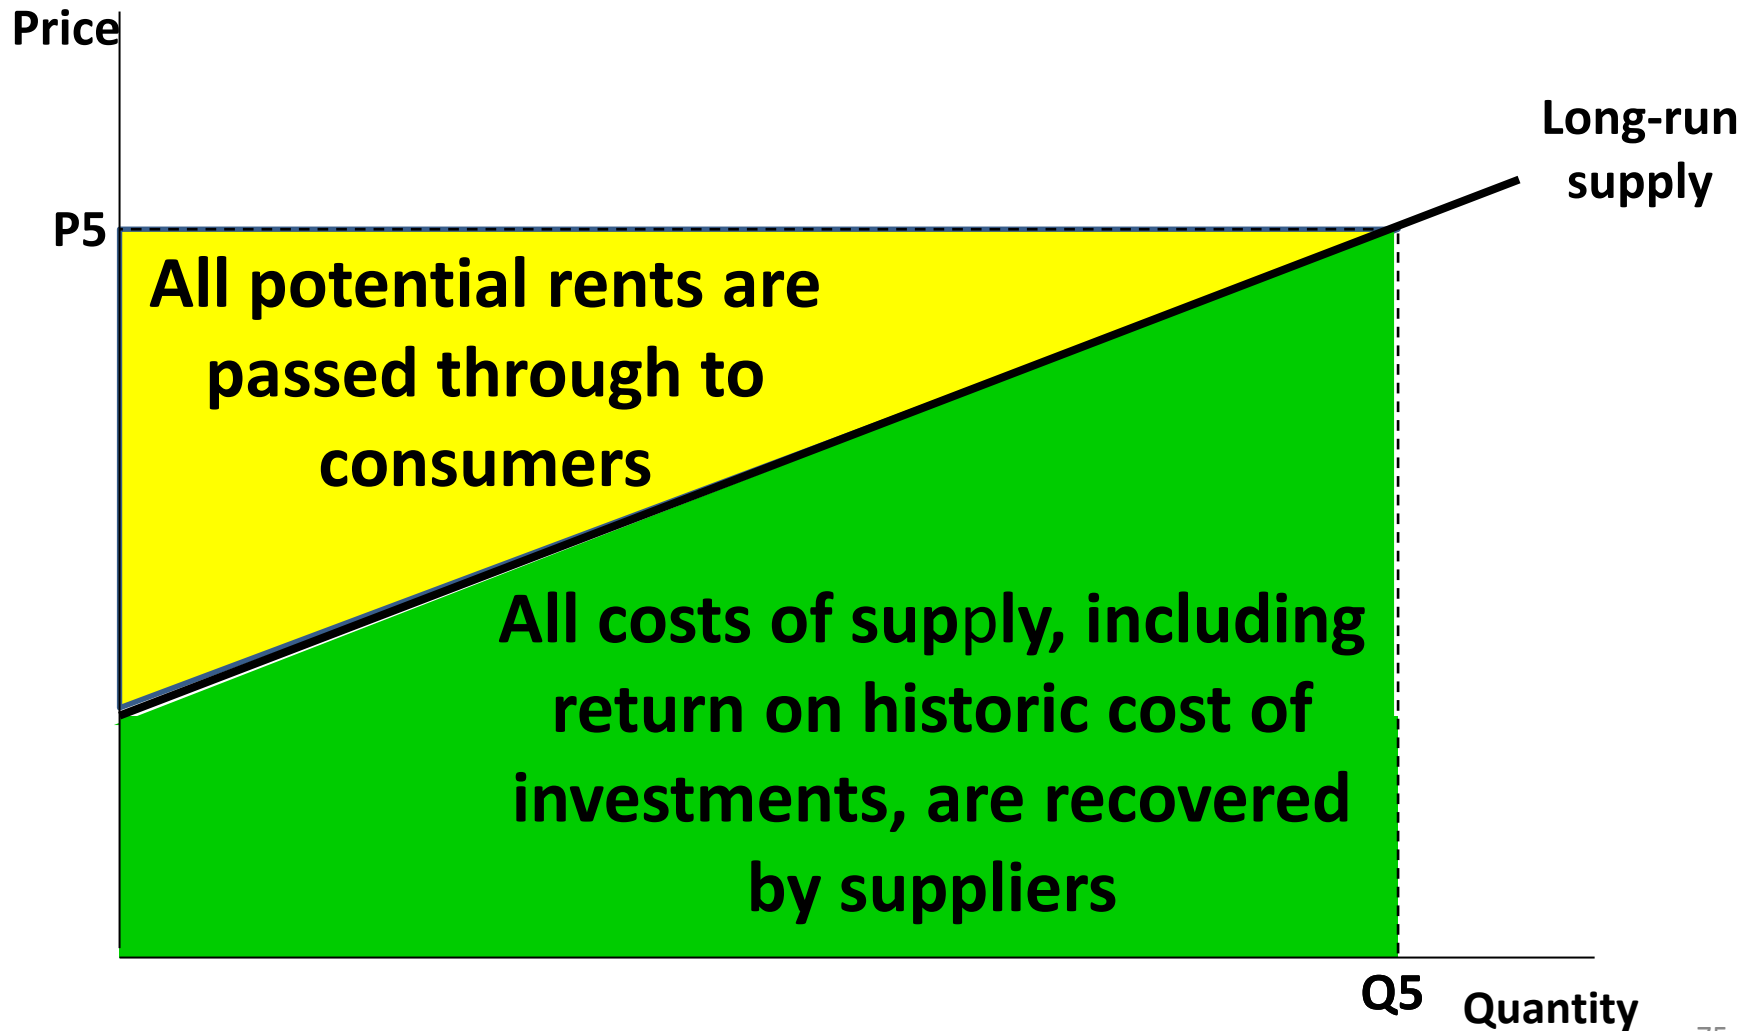 Price
Long-run
supply
P5
All potential rents are
passed through to
consumers
All costs of supply, including
return on historic cost of
investments, are recovered
by suppliers
Q5
Quantity